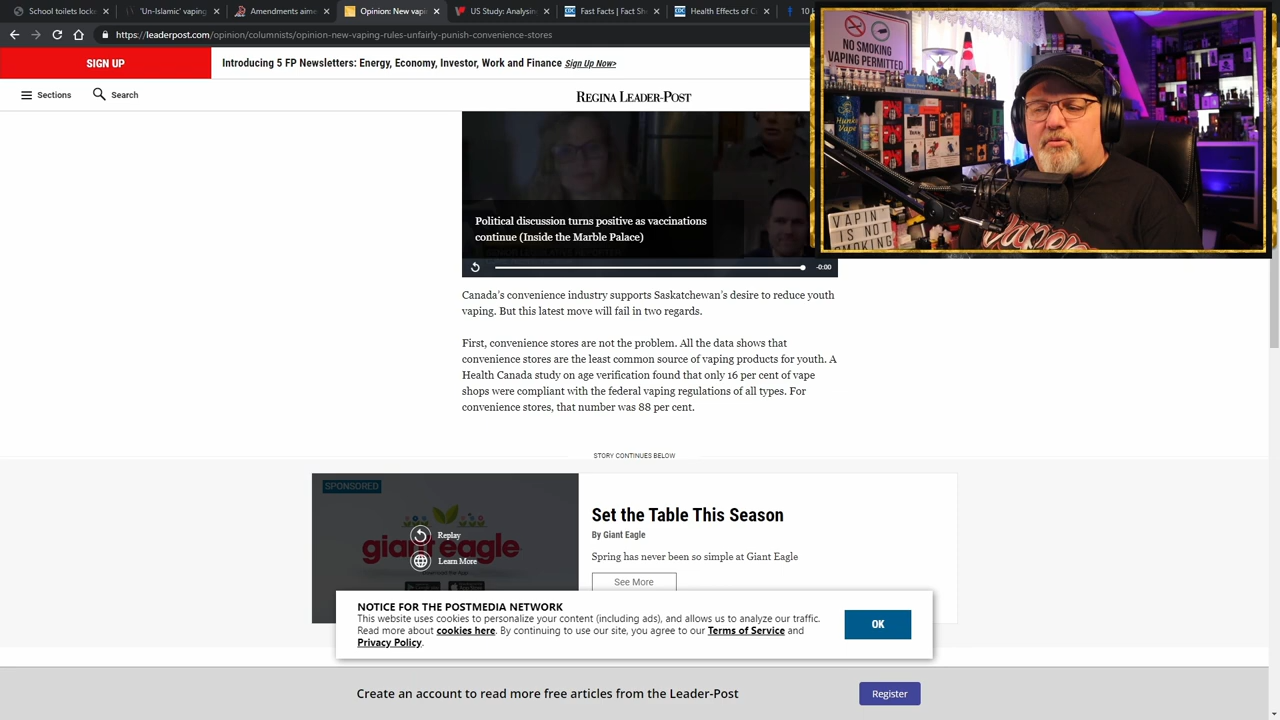 School toilets locke
'Un-Islamic' vaping
Amendments aime
Opinion: New vapi
US Study Analysin
Fast Facts | Fact Sh
Health Effects of C
10
https://leaderpost.com/opinion/columnists/opinion-new-vaping-rules-unfairly-punish-convenience-stores
SIGN UP
Introducing 5 FP Newsletters: Energy, Economy, Investor, Work and Finance Sign Up Now>
Sections
Search
REGINA LEADER-POST
NO SMOKING
VAPING PERMITTED
VAPE
Hunky
Vape
VAPIN'
IS NOT
SMOKING
Political discussion turns positive as vaccinations
continue (Inside the Marble Palace)
-0:00
Canada's convenience industry supports Saskatchewan's desire to reduce youth
vaping. But this latest move will fail in two regards.
First, convenience stores are not the problem. All the data shows that
convenience stores are the least common source of vaping products for youth. A
Health Canada study on age verification found that only 16 per cent of vape
shops were compliant with the federal vaping regulations of all types. For
convenience stores, that number was 88 per cent.
STORY CONTINUES BELOW
SPONSORED
giant eagle
Replay
Learn More
Set the Table This Season
By Giant Eagle
Spring has never been so simple at Giant Eagle
See More
NOTICE FOR THE POSTMEDIA NETWORK
This website uses cookies to personalize your content (including ads), and allows us to analyze our traffic.
Read more about cookies here. By continuing to use our site, you agree to our Terms of Service and
Privacy Policy.
OK
Create an account to read more free articles from the Leader-Post
Register